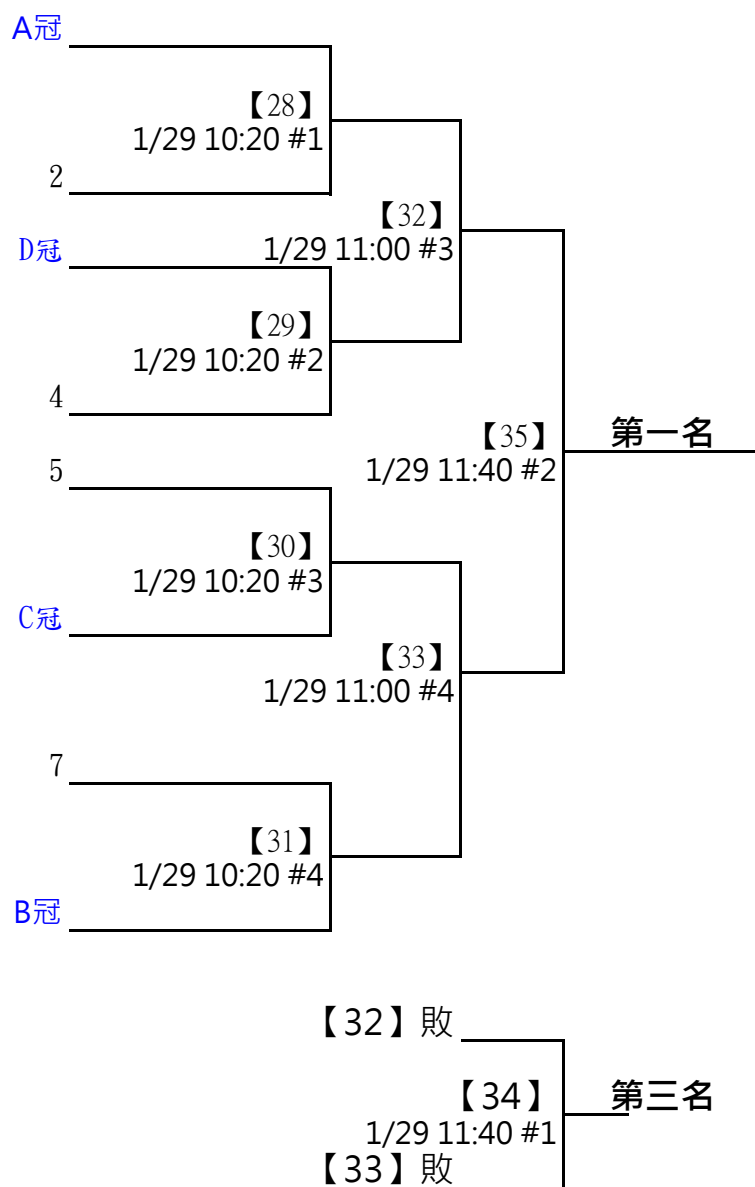 A冠
【28】
1/29 10:20 #1
2
【32】
D冠
1/29 11:00 #3
【29】
1/29 10:20 #2
4
【35】
第一名
5
1/29 11:40 #2
【30】
1/29 10:20 #3
C冠
【33】
1/29 11:00 #4
7
【31】
1/29 10:20 #4
B冠
【32】敗
【34】
第三名
1/29 11:40 #1
【33】敗